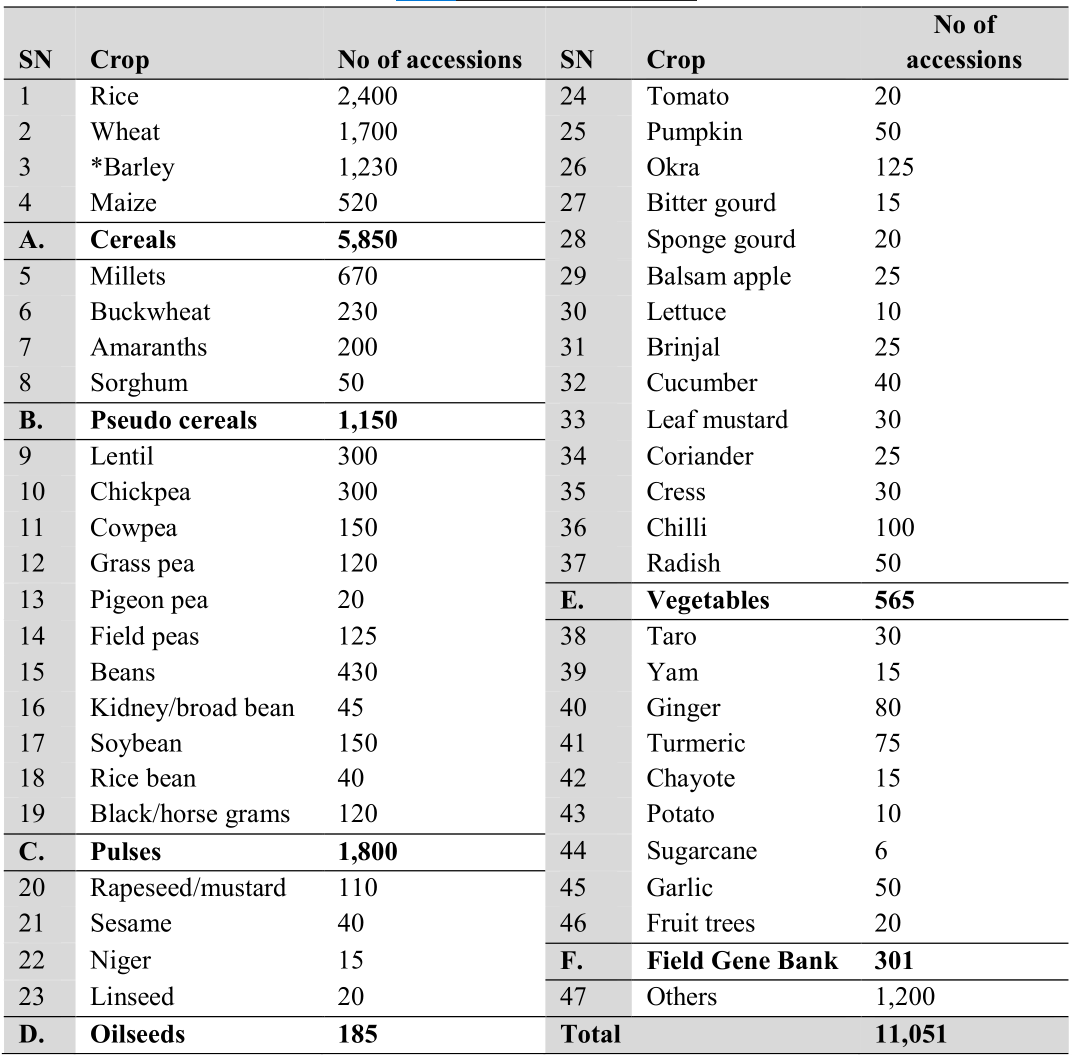 SN Crop No of accessions SN Crop No of accessions
1 Rice 2,400 24 Tomato 20
2 Wheat 1,700 25 Pumpkin 50
3 *Barley 1,230 26 Okra 125
4 Maize 520 27 Bitter gourd 15
A. Cereals 5,850 28 Sponge gourd 20
5 Millets 670 29 Balsam apple 25
6 Buckwheat 230 30 Lettuce 10
7 Amaranths 200 31 Brinjal 25
8 Sorghum 50 32 Cucumber 40
B. Pseudo cereals 1,150 33 Leaf mustard 30
9 Lentil 300 34 Coriander 25
10 Chickpea 300 35 Cress 30
11 Cowpea 150 36 Chilli 100
12 Grass pea 120 37 Radish 50
13 Pigeon pea 20 E. Vegetables 565
14 Field peas 125 38 Taro 30
15 Beans 430 39 Yam 15
16 Kidney/broad bean 45 40 Ginger 80
17 Soybean 150 41 Turmeric 75
18 Rice bean 40 42 Chayote 15
19 Black/horse grams 120 43 Potato 10
C. Pulses 1,800 44 Sugarcane 6
20 Rapeseed/mustard 110 45 Garlic 50
21 Sesame 40 46 Fruit trees 20
22 Niger 15 F. Field Gene Bank 301
23 Linseed 20 47 Others 1,200
D. Oilseeds 185 Total 11,051